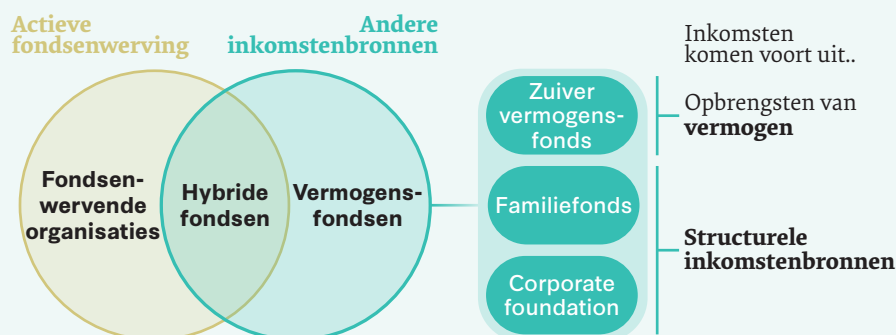 Actieve
fondsenwerving
Andere
inkomstenbronnen
Fondsen-
wervende
organisaties
Hybride
fondsen
Vermogens-
fondsen
Zuiver
vermogens-
fonds
Familiefonds
Corporate
foundation
Inkomsten
komen voort uit..
Opbrengsten van
vermogen
Structurele
inkomstenbronnen